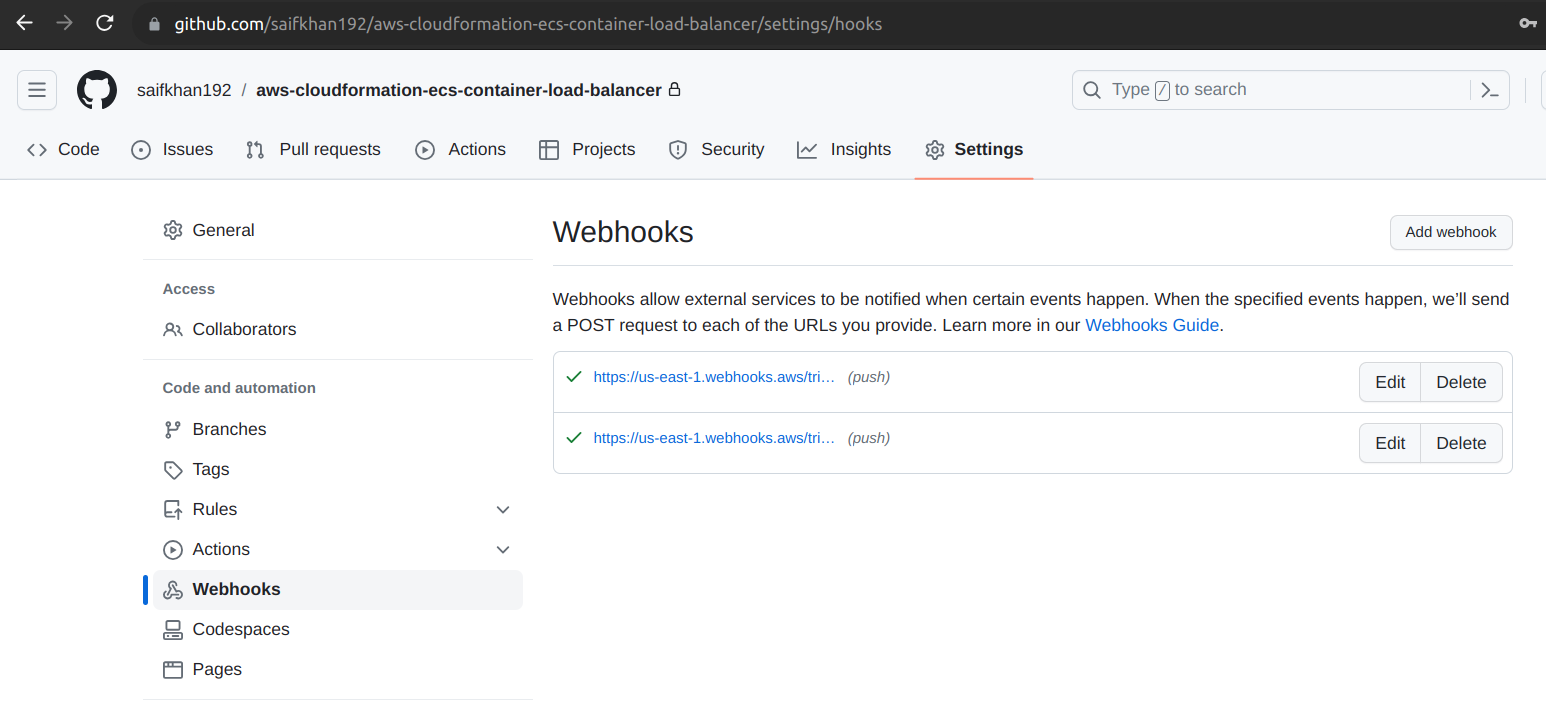 github.com/saifkhan192/aws-cloudformation-ecs-container-load-balancer/settings/hooks
saifkhan192 / aws-cloudformation-ecs-container-load-balancer
Type / to search
Code Issues Pull requests Actions Projects Security Insights Settings
General
Access
Collaborators
Code and automation
Branches
Tags
Rules
Actions
Webhooks
Codespaces
Pages
Webhooks
Add webhook
Webhooks allow external services to be notified when certain events happen. When the specified events happen, we’ll send
a POST request to each of the URLs you provide. Learn more in our Webhooks Guide.
https://us-east-1.webhooks.aws/tri… (push) Edit Delete
https://us-east-1.webhooks.aws/tri… (push) Edit Delete